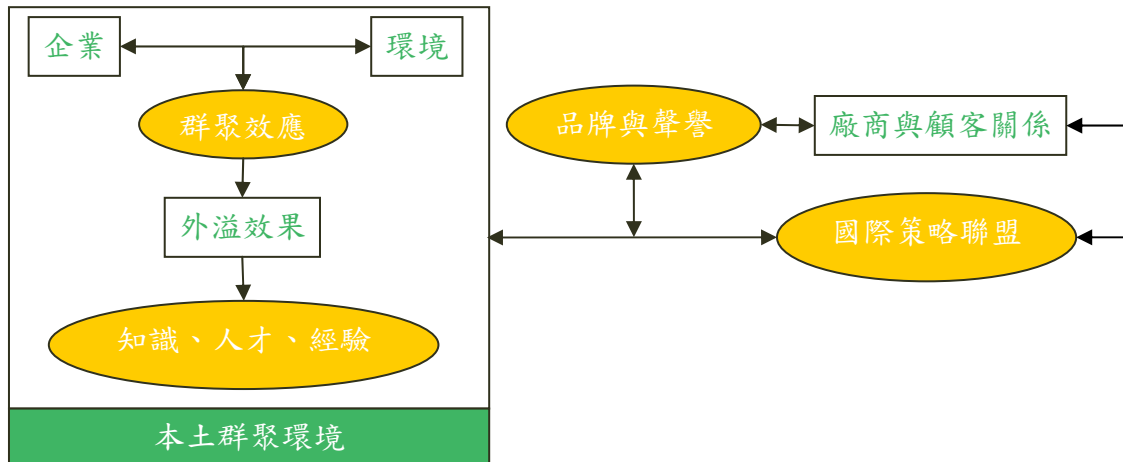 企業
環境
群聚效應
外溢效果
知識、人才、經驗
本土群聚環境
品牌與聲譽
廠商與顧客關係
國際策略聯盟